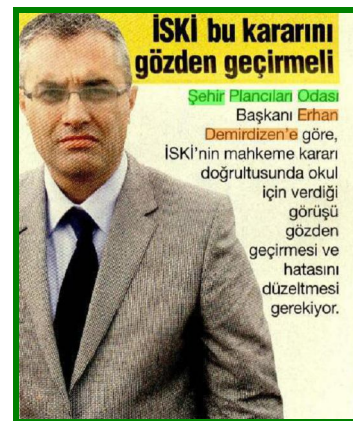 İSKİ bu kararını
gözden geçirmeli
Şehir Plancıları Odası
Başkanı Erhan
Demirdizen'e göre,
İSKİ'nin mahkeme kararı
doğrultusunda okul
için verdiği
görüşü
gözden
geçirmesi ve
hatasını
düzeltmesi
gerekiyor.